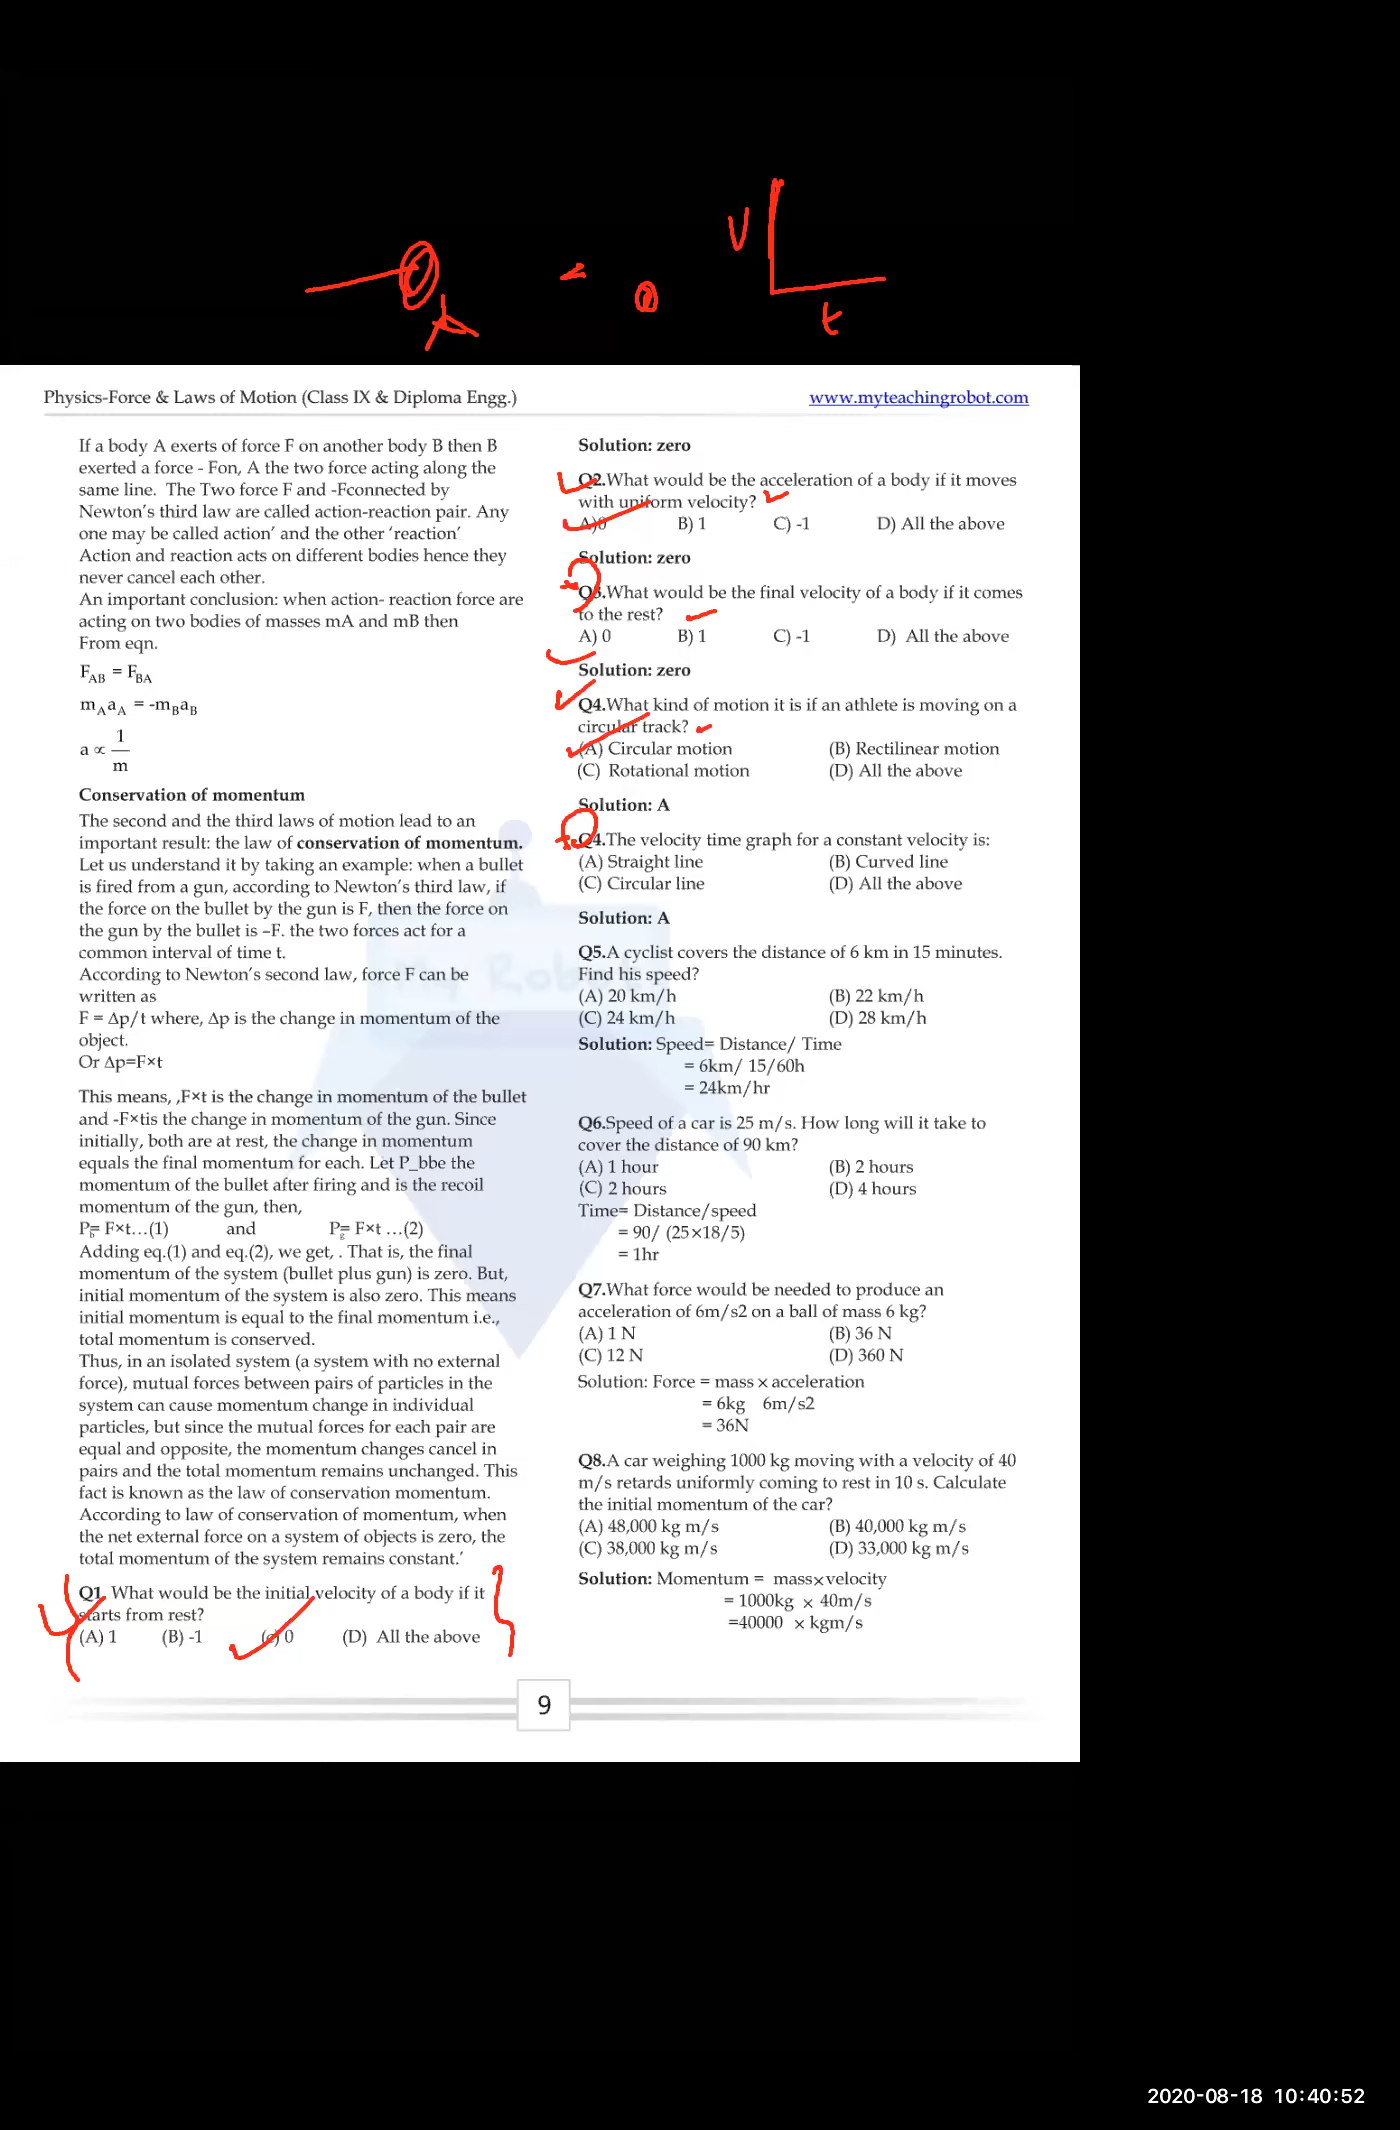 V
t
A
Physics-Force & Laws of Motion (Class IX & Diploma Engg.)
www.myteachingrobot.com
If a body A exerts of force F on another body B then B
exerted a force - Fon, A the two force acting along the
same line. The Two force F and -Fconnected by
Newton's third law are called action-reaction pair. Any
one may be called action' and the other 'reaction'
Action and reaction acts on different bodies hence they
never cancel each other.
An important conclusion: when action- reaction force are
acting on two bodies of masses mA and mB then
From eqn.
F_AB = F_BA
m_A a_A = -m_B a_B
a ∝ 1/m
Conservation of momentum
The second and the third laws of motion lead to an
important result: the law of conservation of momentum.
Let us understand it by taking an example: when a bullet
is fired from a gun, according to Newton's third law, if
the force on the bullet by the gun is F, then the force on
the gun by the bullet is –F. the two forces act for a
common interval of time t.
According to Newton's second law, force F can be
written as
F = Δp/t where, Δp is the change in momentum of the
object.
Or Δp=F×t
This means, ,F×t is the change in momentum of the bullet
and -F×tis the change in momentum of the gun. Since
initially, both are at rest, the change in momentum
equals the final momentum for each. Let P_bbe the
momentum of the bullet after firing and is the recoil
momentum of the gun, then,
P_b= F×t…(1) and P_g= F×t …(2)
Adding eq.(1) and eq.(2), we get, . That is, the final
momentum of the system (bullet plus gun) is zero. But,
initial momentum of the system is also zero. This means
initial momentum is equal to the final momentum i.e.,
total momentum is conserved.
Thus, in an isolated system (a system with no external
force), mutual forces between pairs of particles in the
system can cause momentum change in individual
particles, but since the mutual forces for each pair are
equal and opposite, the momentum changes cancel in
pairs and the total momentum remains unchanged. This
fact is known as the law of conservation momentum.
According to law of conservation of momentum, when
the net external force on a system of objects is zero, the
total momentum of the system remains constant.'
Q1. What would be the initial velocity of a body if it
starts from rest?
(A) 1 (B) -1 (c) 0 (D) All the above
Solution: zero
Q2.What would be the acceleration of a body if it moves
with uniform velocity?
A)0 B) 1 C) -1 D) All the above
Solution: zero
Q3.What would be the final velocity of a body if it comes
to the rest?
A) 0 B) 1 C) -1 D) All the above
Solution: zero
Q4.What kind of motion it is if an athlete is moving on a
circular track?
(A) Circular motion (B) Rectilinear motion
(C) Rotational motion (D) All the above
Solution: A
Q4.The velocity time graph for a constant velocity is:
(A) Straight line (B) Curved line
(C) Circular line (D) All the above
Solution: A
Q5.A cyclist covers the distance of 6 km in 15 minutes.
Find his speed?
(A) 20 km/h (B) 22 km/h
(C) 24 km/h (D) 28 km/h
Solution: Speed= Distance/ Time
= 6km/ 15/60h
= 24km/hr
Q6.Speed of a car is 25 m/s. How long will it take to
cover the distance of 90 km?
(A) 1 hour (B) 2 hours
(C) 2 hours (D) 4 hours
Time= Distance/speed
= 90/ (25×18/5)
= 1hr
Q7.What force would be needed to produce an
acceleration of 6m/s2 on a ball of mass 6 kg?
(A) 1 N (B) 36 N
(C) 12 N (D) 360 N
Solution: Force = mass x acceleration
= 6kg 6m/s2
= 36N
Q8.A car weighing 1000 kg moving with a velocity of 40
m/s retards uniformly coming to rest in 10 s. Calculate
the initial momentum of the car?
(A) 48,000 kg m/s (B) 40,000 kg m/s
(C) 38,000 kg m/s (D) 33,000 kg m/s
Solution: Momentum = mass×velocity
= 1000kg × 40m/s
=40000 × kgm/s
My Robot
9
2020-08-18 10:40:52